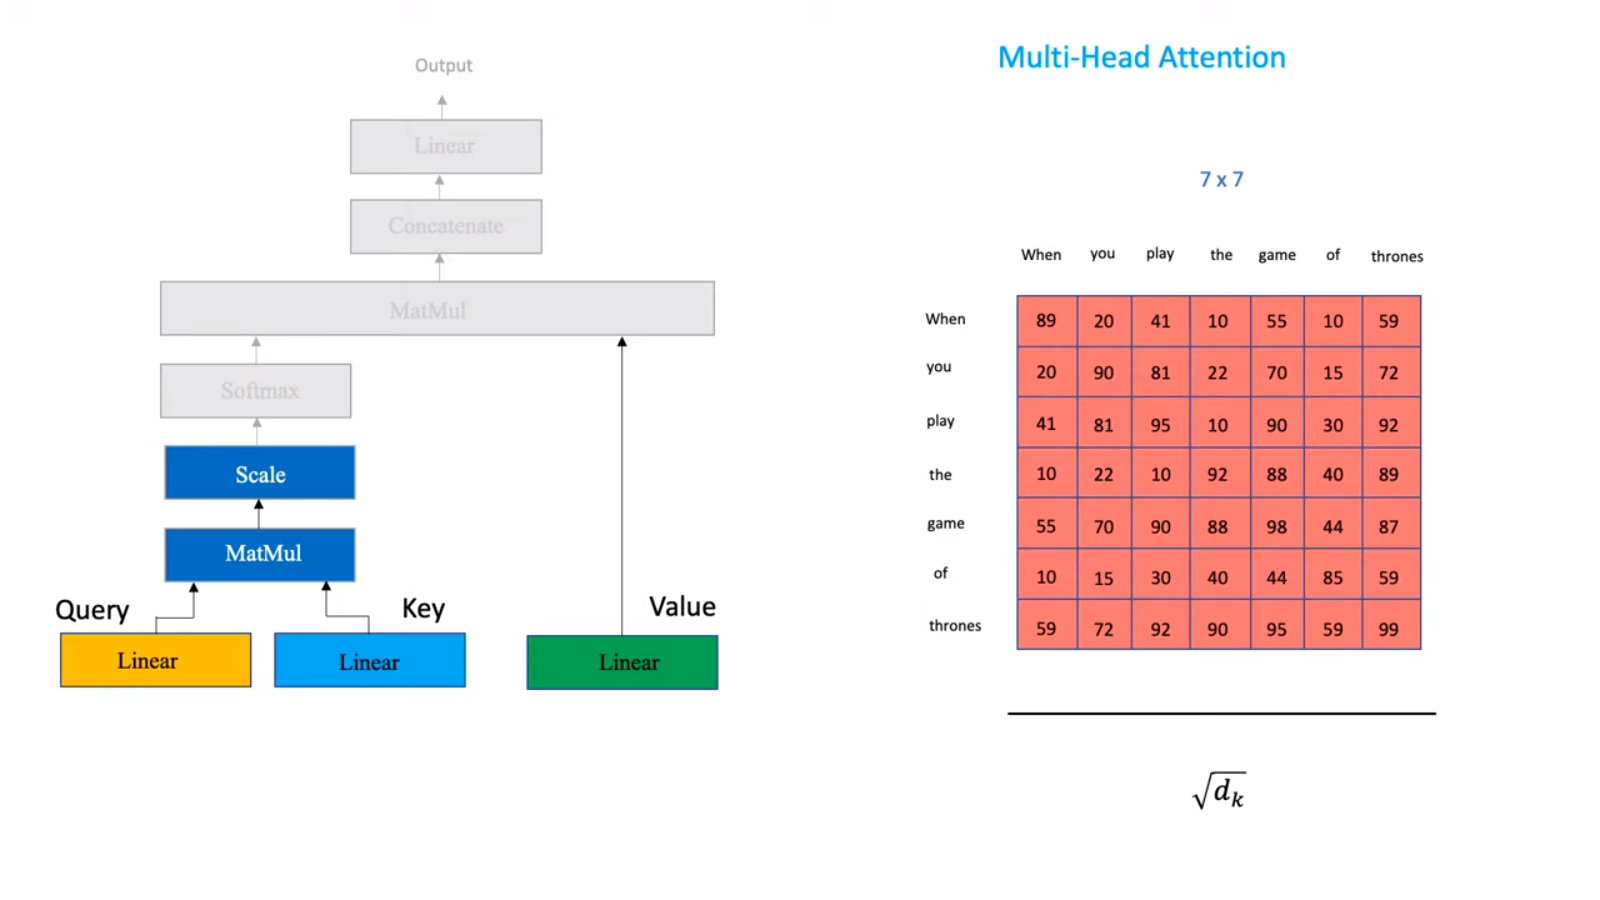 Output
Linear
Concatenate
MatMul
Softmax
Scale
MatMul
Query
Key
Value
Linear
Linear
Linear
Multi-Head Attention
7 x 7
When you play the game of thrones
When 89 20 41 10 55 10 59
you 20 90 81 22 70 15 72
play 41 81 95 10 90 30 92
the 10 22 10 92 88 40 89
game 55 70 90 88 98 44 87
of 10 15 30 40 44 85 59
thrones 59 72 92 90 95 59 99
√dₖ